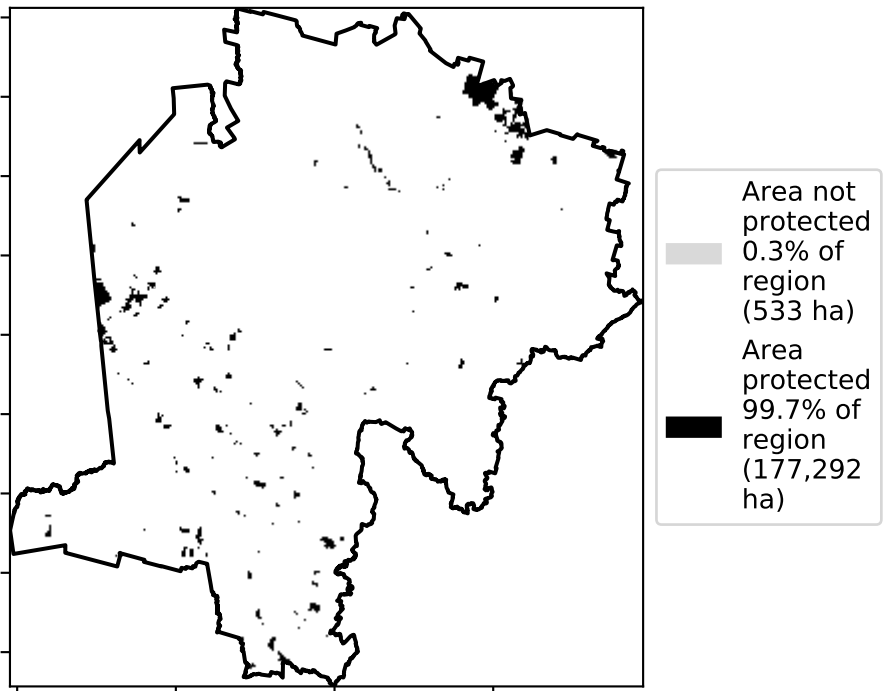 Area not
protected
0.3% of
region
(533 ha)
Area
protected
99.7% of
region
(177,292
ha)